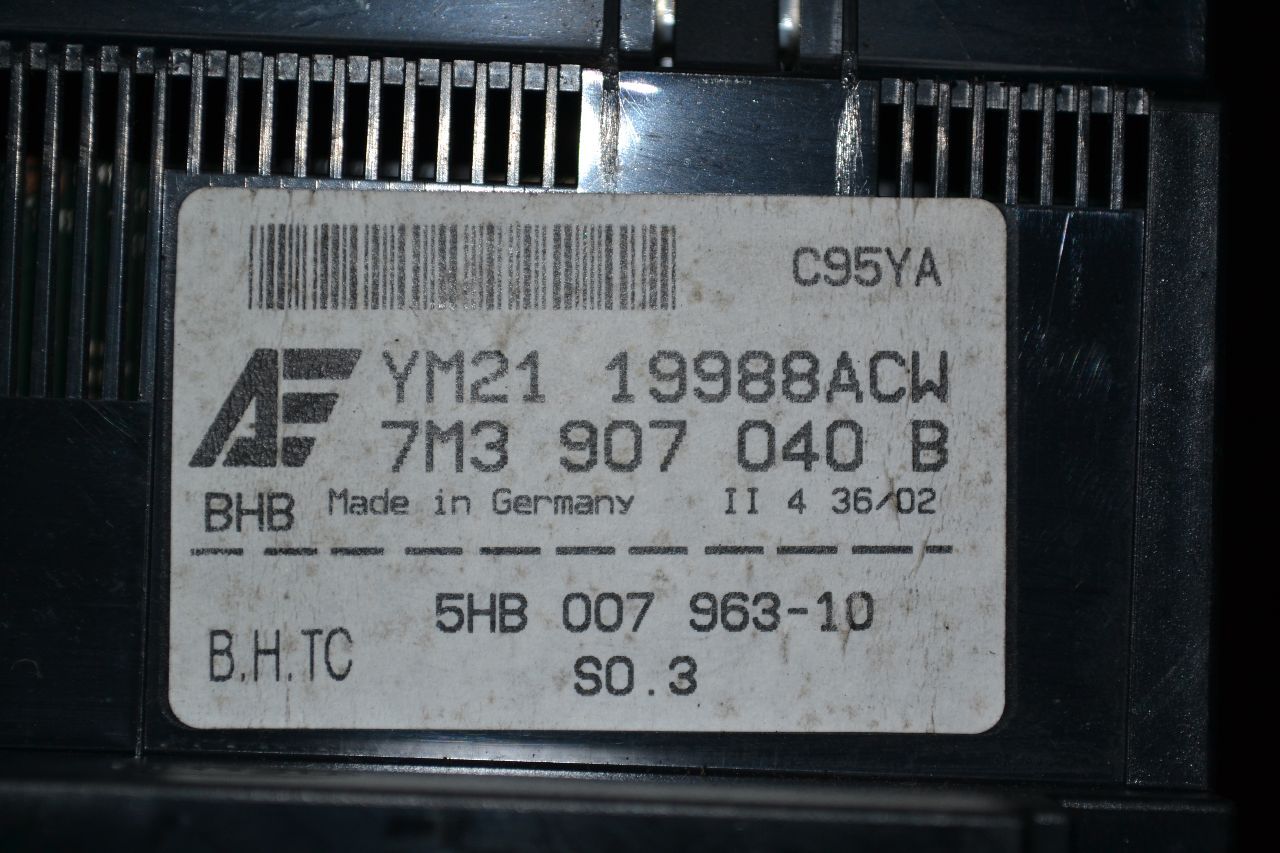 C95YA
AE YM21 19988ACW
7M3 907 040 B
BHB Made in Germany II 4 36/02
5HB 007 963-10
B.H.TC
S0.3